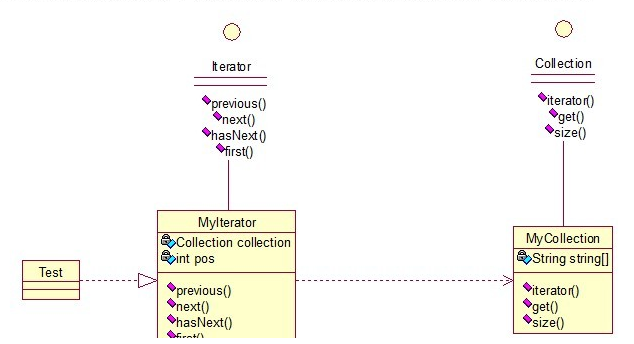 Iterator
previous()
next()
hasNext()
first()
Collection
iterator()
get()
size()
MyIterator
Collection collection
int pos
previous()
next()
hasNext()
first()
Test
MyCollection
String string[]
iterator()
get()
size()